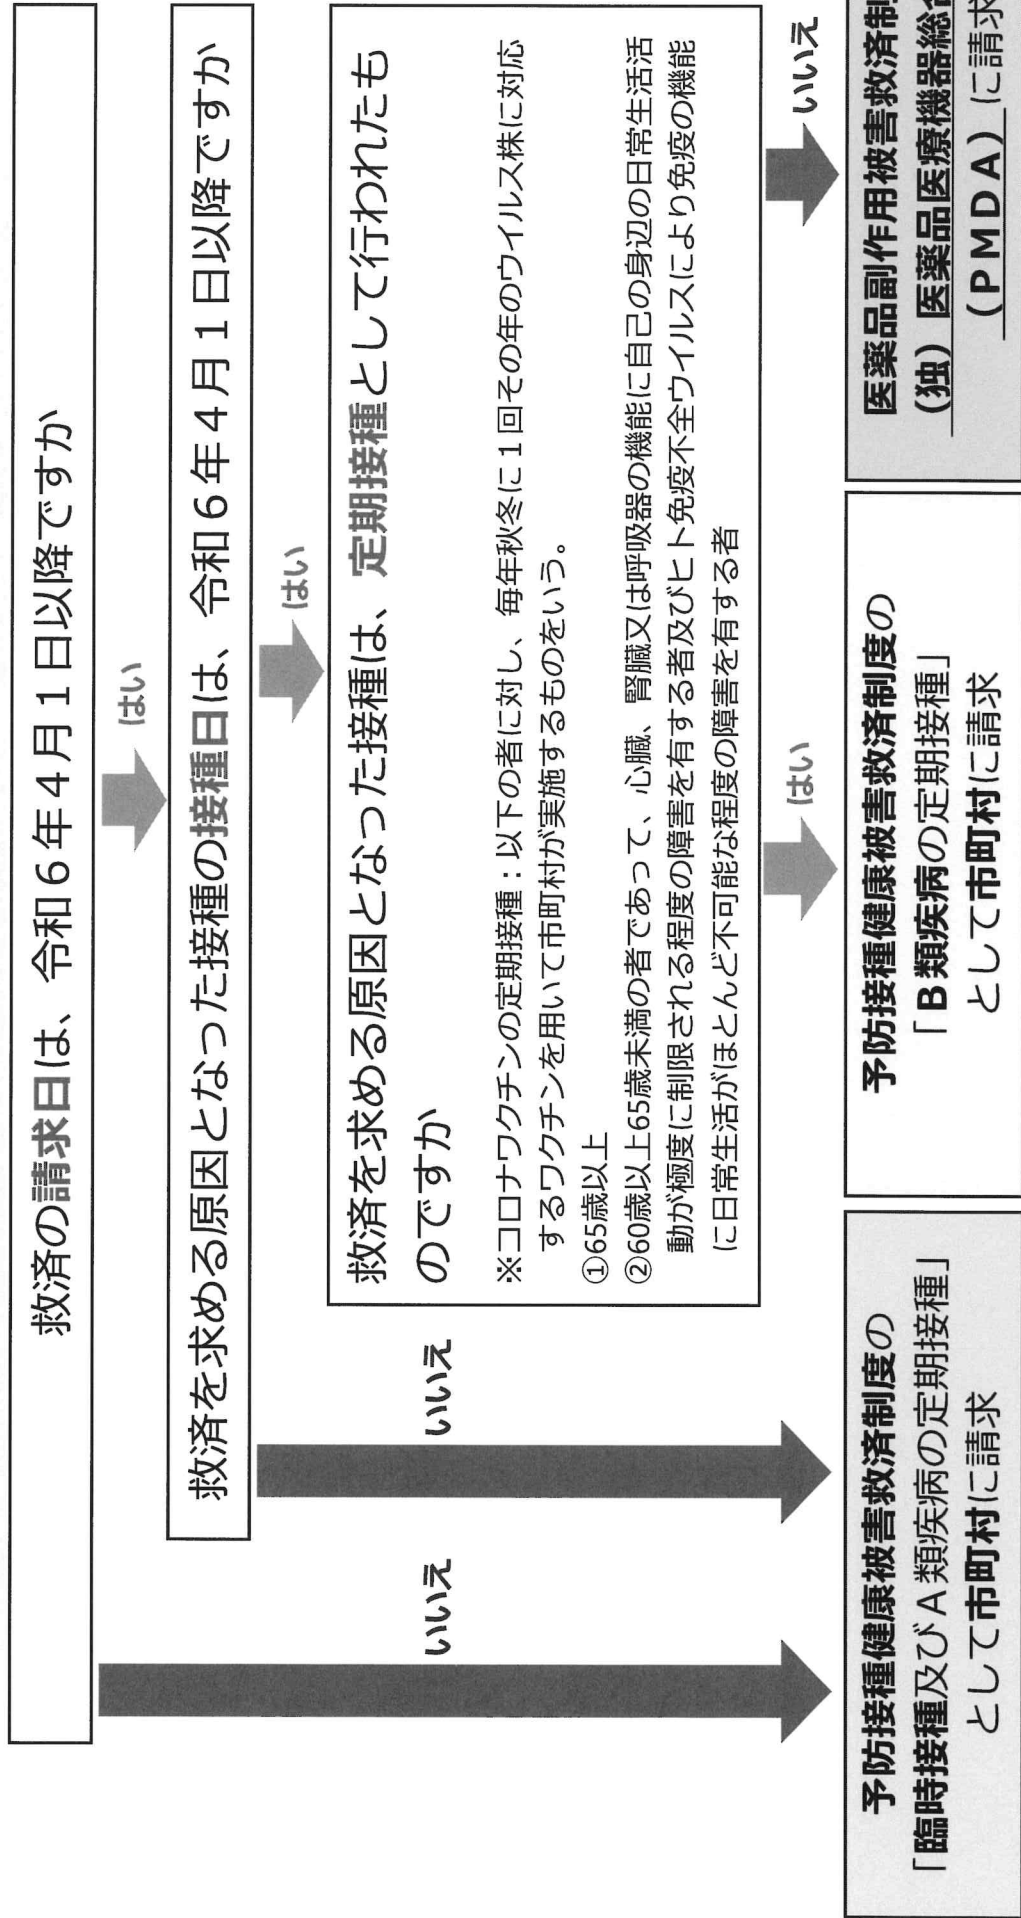 救済の請求日は、令和6年4月1日以降ですか
はい
いいえ
救済を求める原因となった接種の接種日は、令和6年4月1日以降ですか
はい
いいえ
救済を求める原因となった接種は、定期接種として行われたも
のですか
※コロナワクチンの定期接種：以下の者に対し、毎年秋冬に1回その年のウイルス株に対応
するワクチンを用いて市町村が実施するものをいう。
①65歳以上
②60歳以上65歳未満の者であって、心臓、腎臓又は呼吸器の機能に自己の身辺の日常生活活
動が極度に制限される程度の障害を有する者及びヒト免疫不全ウイルスにより免疫の機能
に日常生活がほとんど不可能な程度の障害を有する者
はい
いいえ
予防接種健康被害救済制度の
「臨時接種及びA類疾病の定期接種」
として市町村に請求
予防接種健康被害救済制度の
「B類疾病の定期接種」
として市町村に請求
医薬品副作用被害救済制
(独) 医薬品医療機器総合
(PMDA)に請求